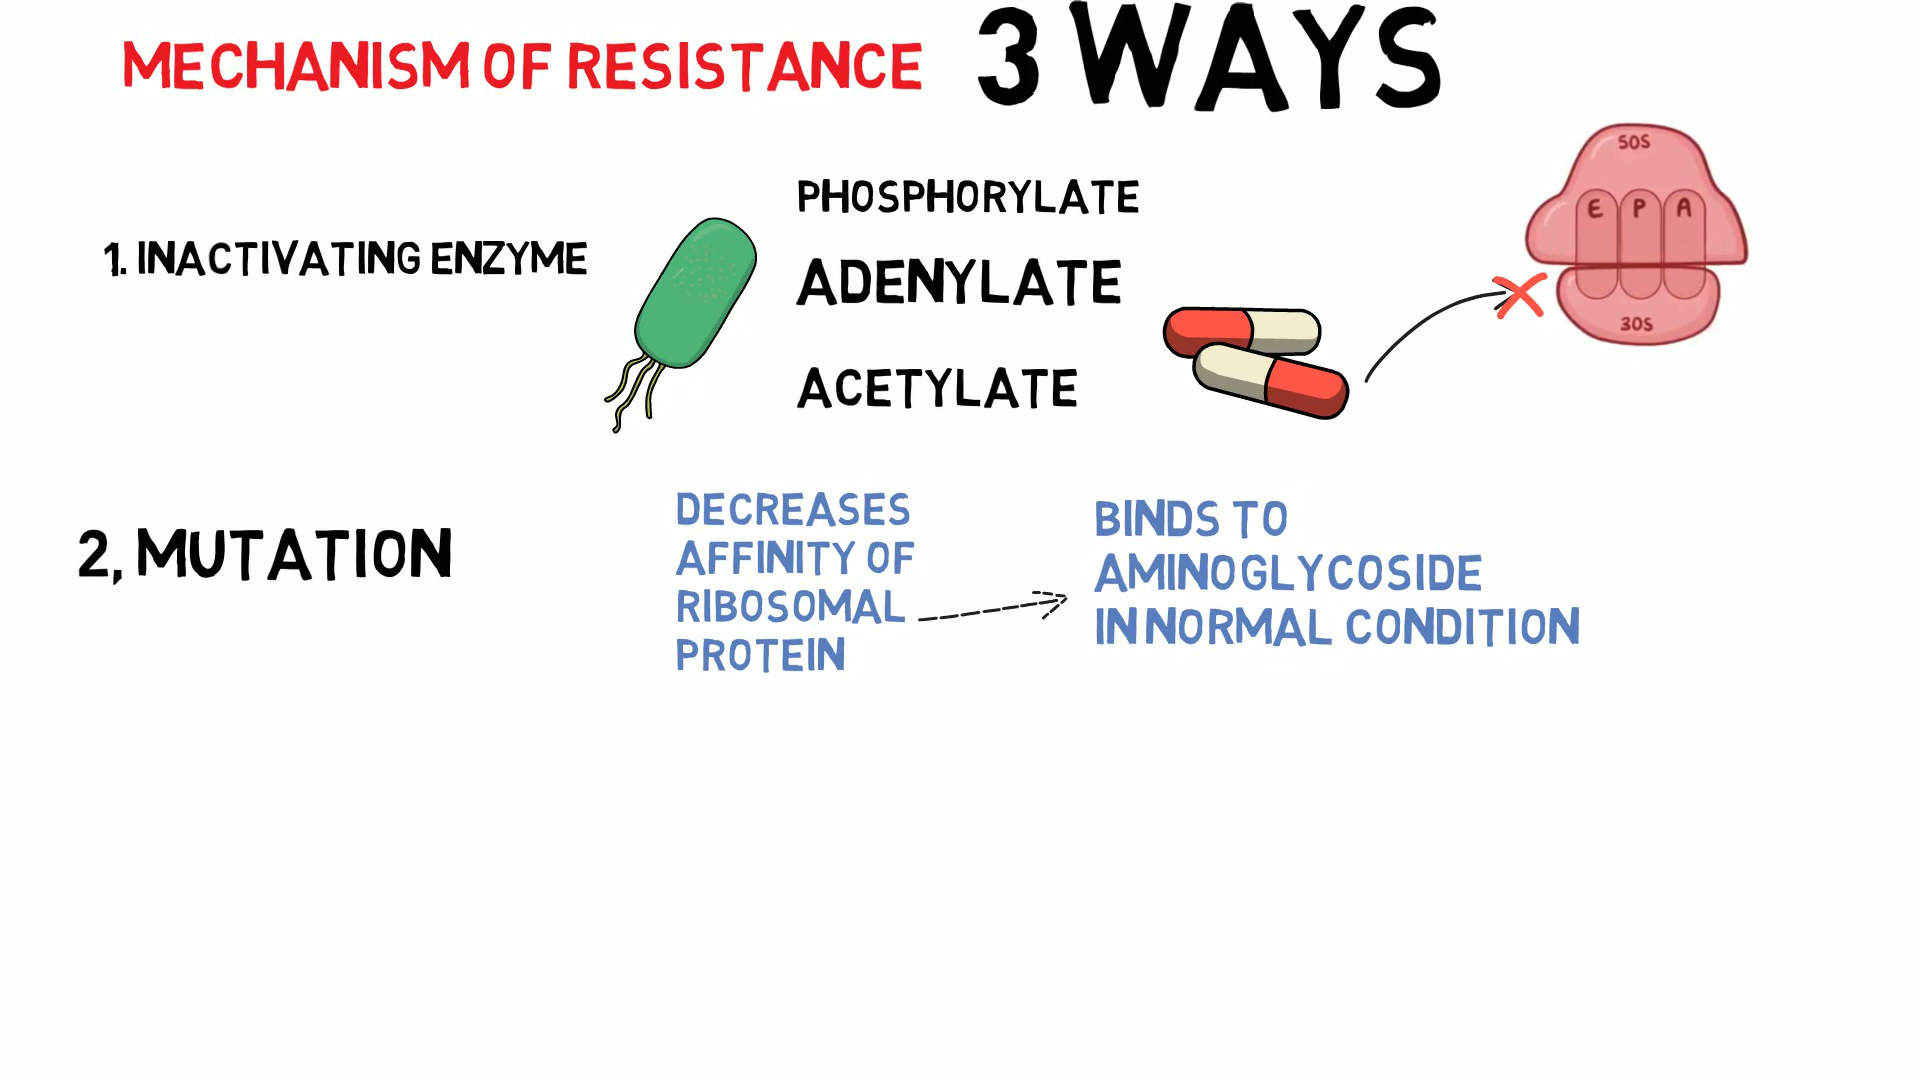 MECHANISM OF RESISTANCE 3 WAYS
1. INACTIVATING ENZYME
PHOSPHORYLATE
ADENYLATE
ACETYLATE
50S
E P A
30S
2, MUTATION
DECREASES
AFFINITY OF
RIBOSOMAL
PROTEIN
BINDS TO
AMINOGLYCOSIDE
IN NORMAL CONDITION